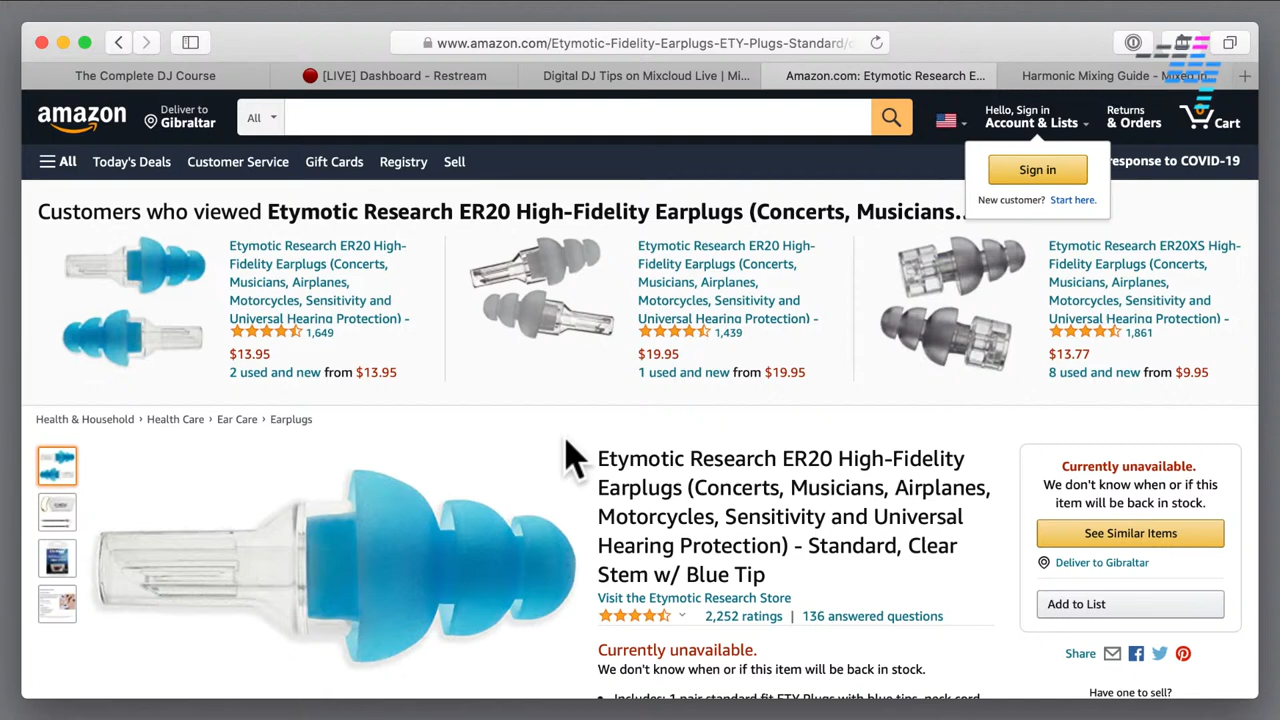 www.amazon.com/Etymotic-Fidelity-Earplugs-ETY-Plugs-Standard/
The Complete DJ Course
[LIVE] Dashboard - Restream
Digital DJ Tips on Mixcloud Live | Mi...
Amazon.com: Etymotic Research E...
Harmonic Mixing Guide - Mixed In
amazon
Deliver to
Gibraltar
All
Hello, Sign in
Account & Lists
Returns
& Orders
0
Cart
All
Today's Deals
Customer Service
Gift Cards
Registry
Sell
response to COVID-19
Sign in
New customer? Start here.
Customers who viewed Etymotic Research ER20 High-Fidelity Earplugs (Concerts, Musicians...
Etymotic Research ER20 High-
Fidelity Earplugs (Concerts,
Musicians, Airplanes,
Motorcycles, Sensitivity and
Universal Hearing Protection) -
1,649
$13.95
2 used and new from $13.95
Etymotic Research ER20 High-
Fidelity Earplugs (Concerts,
Musicians, Airplanes,
Motorcycles, Sensitivity and
Universal Hearing Protection) -
1,439
$19.95
1 used and new from $19.95
Etymotic Research ER20XS High-
Fidelity Earplugs (Concerts,
Musicians, Airplanes,
Motorcycles, Sensitivity and
Universal Hearing Protection) -
1,861
$13.77
8 used and new from $9.95
Health & Household › Health Care › Ear Care › Earplugs
Etymotic Research ER20 High-Fidelity
Earplugs (Concerts, Musicians, Airplanes,
Motorcycles, Sensitivity and Universal
Hearing Protection) - Standard, Clear
Stem w/ Blue Tip
Visit the Etymotic Research Store
2,252 ratings | 136 answered questions
Currently unavailable.
We don't know when or if this item will be back in stock.
Includes: 1 pair standard fit ETY Plugs with blue tips, neck cord
Currently unavailable.
We don't know when or if this
item will be back in stock.
See Similar Items
Deliver to Gibraltar
Add to List
Share
Have one to sell?